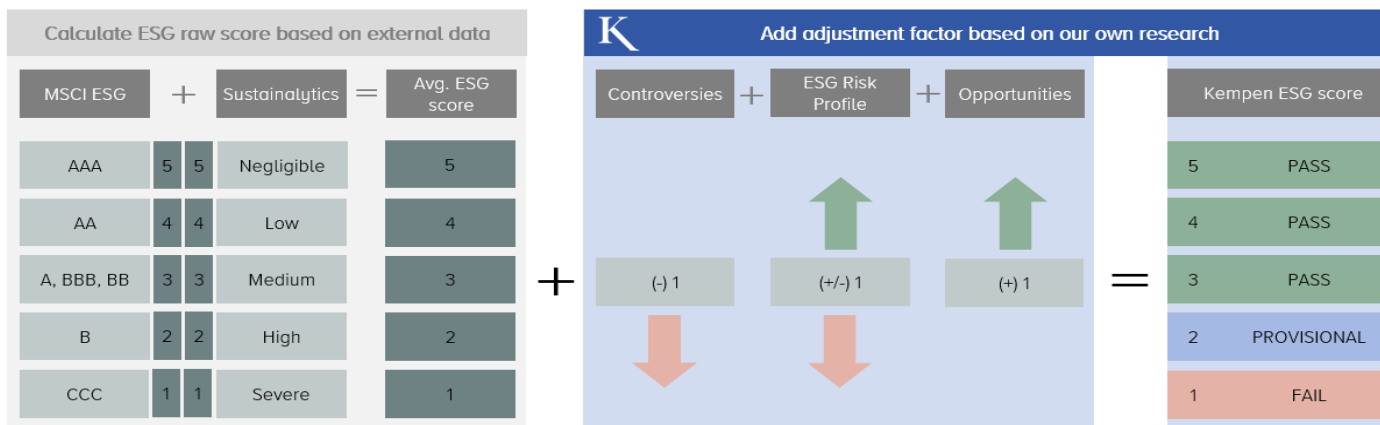 Calculate ESG raw score based on external data
K Add adjustment factor based on our own research
MSCI ESG + Sustainalytics = Avg. ESG score
Controversies + ESG Risk Profile + Opportunities
Kempen ESG score
AAA 5 5 Negligible 5
AA 4 4 Low 4
A, BBB, BB 3 3 Medium 3
B 2 2 High 2
CCC 1 1 Severe 1
+
(-) 1 (+/-) 1 (+) 1
=
5 PASS
4 PASS
3 PASS
2 PROVISIONAL
1 FAIL